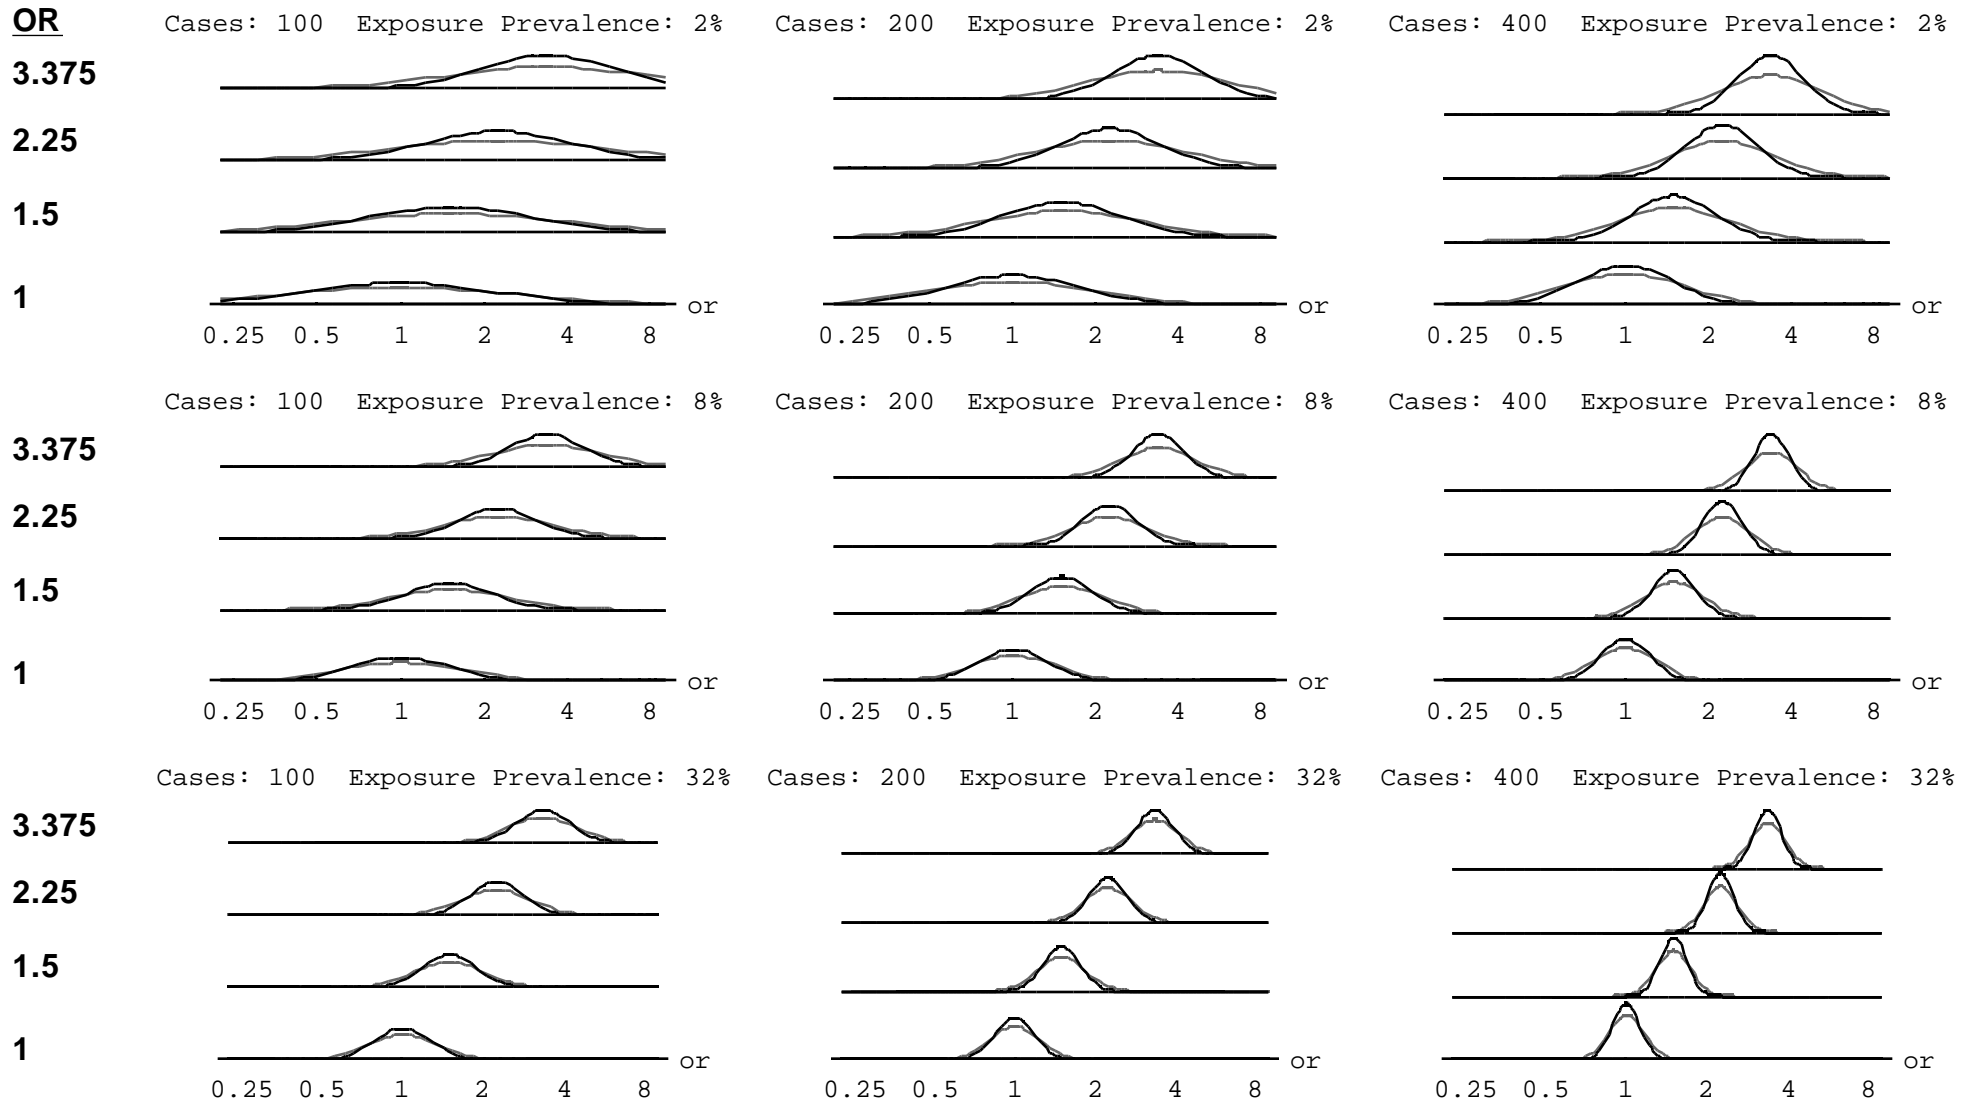 OR Cases: 100 Exposure Prevalence: 2% Cases: 200 Exposure Prevalence: 2% Cases: 400 Exposure Prevalence: 2%
3.375
2.25
1.5
1 or or or
0.25 0.5 1 2 4 8 0.25 0.5 1 2 4 8 0.25 0.5 1 2 4 8
Cases: 100 Exposure Prevalence: 8% Cases: 200 Exposure Prevalence: 8% Cases: 400 Exposure Prevalence: 8%
3.375
2.25
1.5
1 or or or
0.25 0.5 1 2 4 8 0.25 0.5 1 2 4 8 0.25 0.5 1 2 4 8
Cases: 100 Exposure Prevalence: 32% Cases: 200 Exposure Prevalence: 32% Cases: 400 Exposure Prevalence: 32%
3.375
2.25
1.5
1 or or or
0.25 0.5 1 2 4 8 0.25 0.5 1 2 4 8 0.25 0.5 1 2 4 8